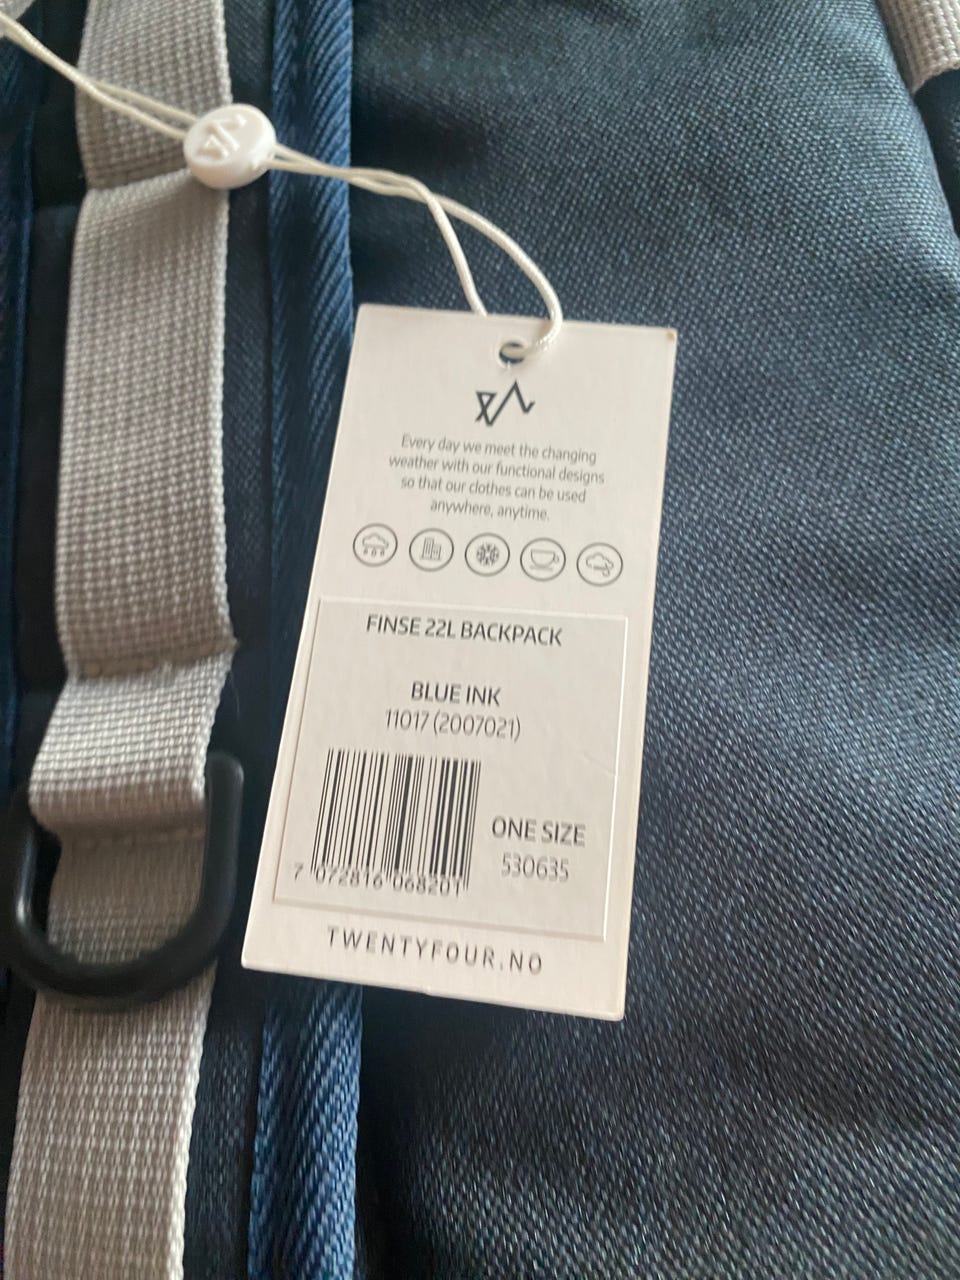 Every day we meet the changing
weather with our functional designs
so that our clothes can be used
anywhere, anytime.
FINSE 22L BACKPACK
BLUE INK
11017 (2007021)
ONE SIZE
530635
7 072816 068201
TWENTYFOUR.NO